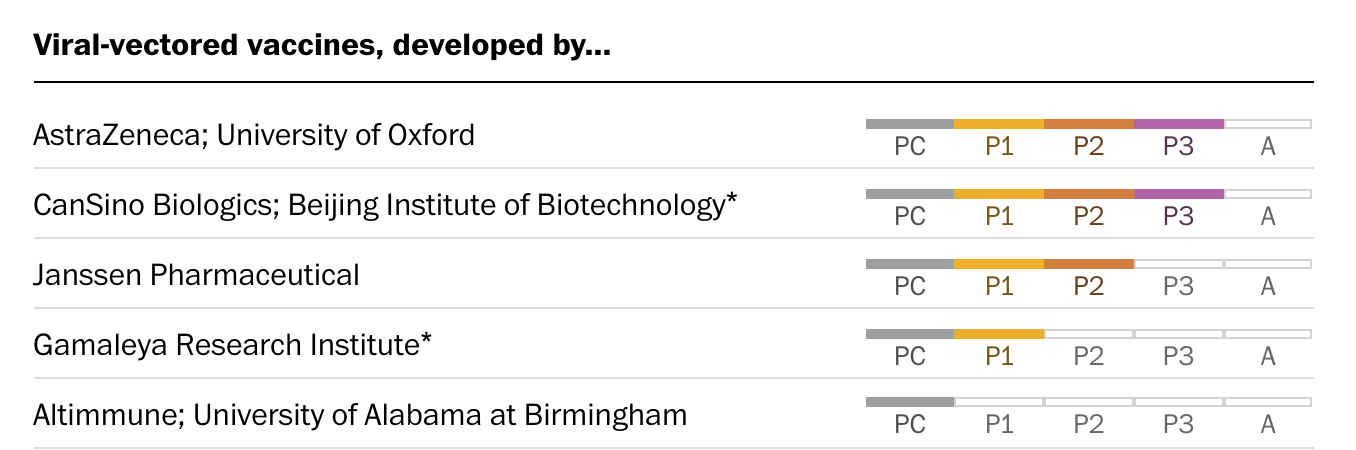 Viral-vectored vaccines, developed by...
AstraZeneca; University of Oxford
PC P1 P2 P3 A
CanSino Biologics; Beijing Institute of Biotechnology*
PC P1 P2 P3 A
Janssen Pharmaceutical
PC P1 P2 P3 A
Gamaleya Research Institute*
PC P1 P2 P3 A
Altimmune; University of Alabama at Birmingham
PC P1 P2 P3 A